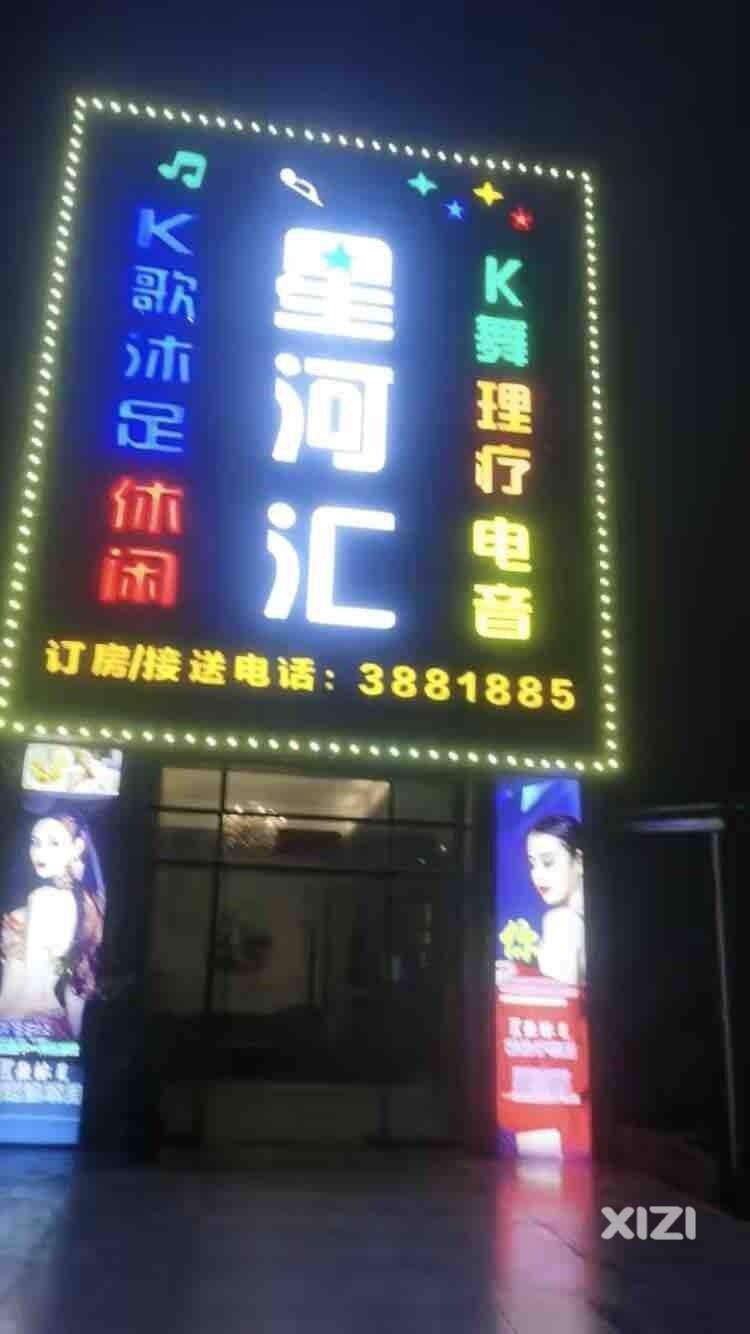 K歌沐足休闲
星河汇
K舞理疗电音
订房/接送电话：3881885
你
XIZI